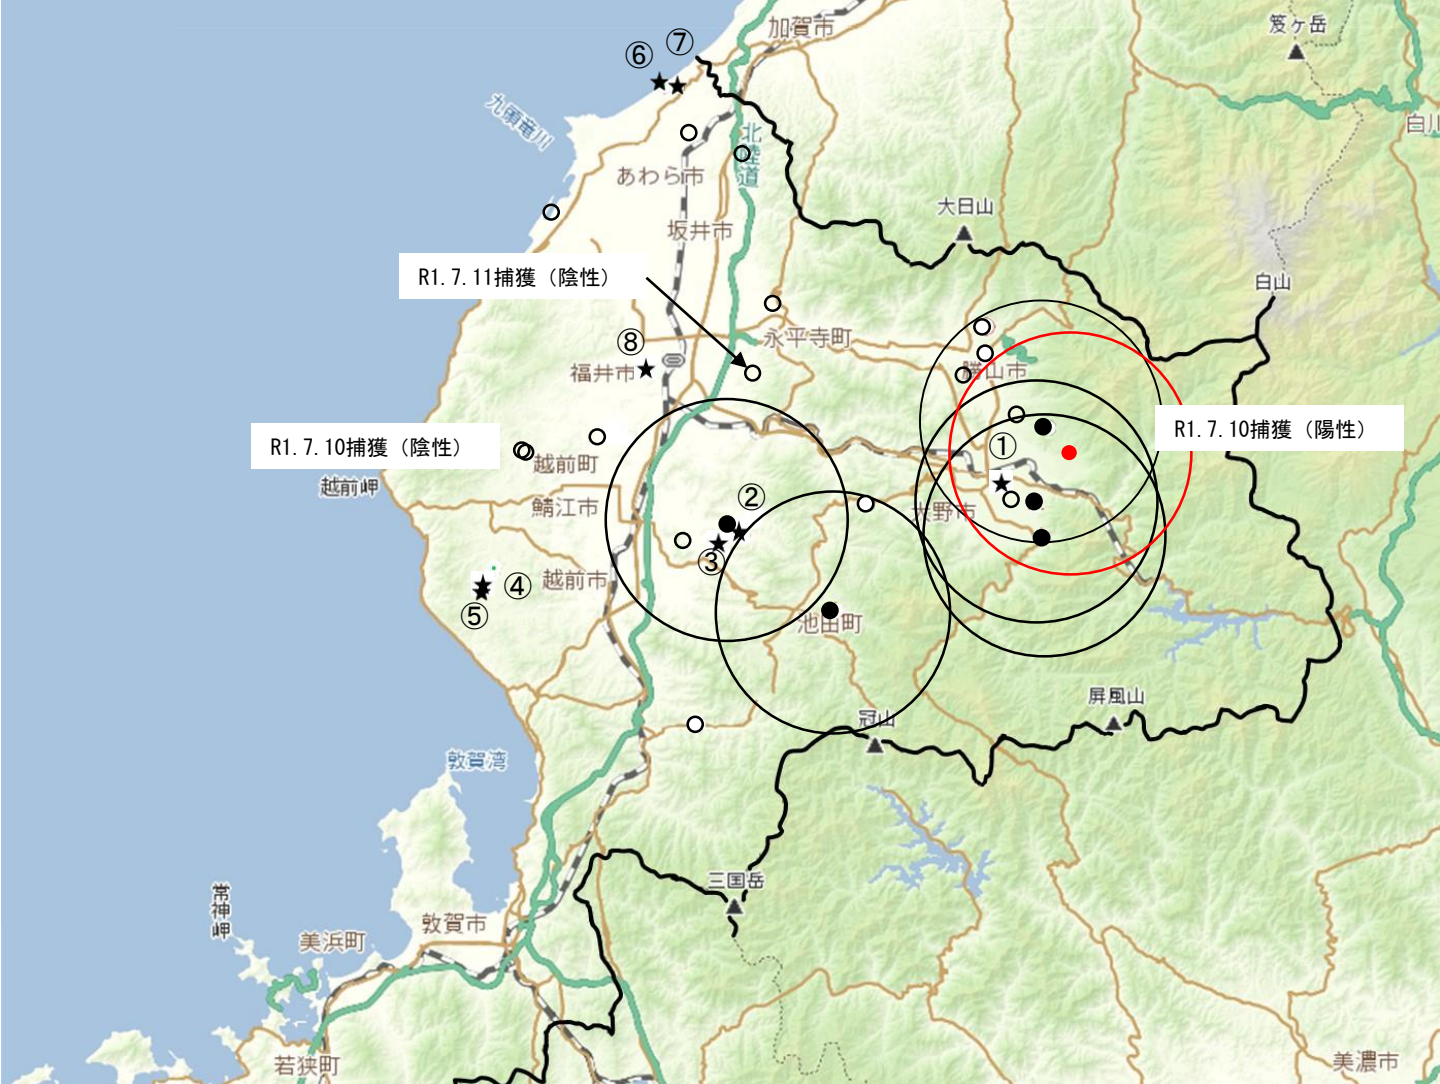 加賀市
笈ヶ岳
⑥
⑦
九頭竜川
北陸道
白川
あわら市
大日山
坂井市
R1.7.11捕獲（陰性）
白山
⑧
永平寺町
福井市
勝山市
R1.7.10捕獲（陽性）
R1.7.10捕獲（陰性）
①
越前町
越前岬
②
鯖江市
大野市
③
④
越前市
⑤
池田町
屏風山
冠山
敦賀湾
三国岳
常神岬
敦賀市
美浜町
若狭町
美濃市